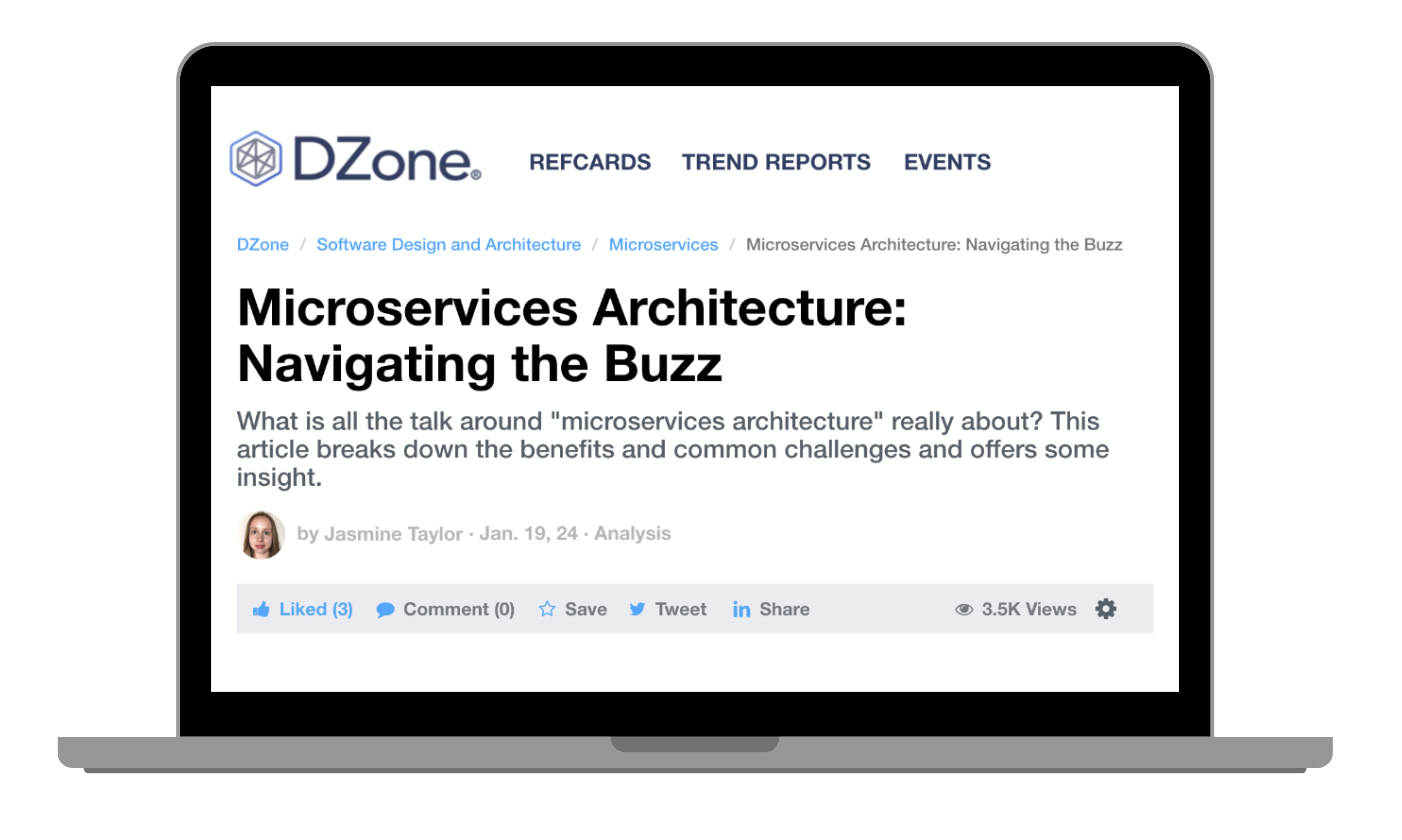 DZone® REFCARDS TREND REPORTS EVENTS
DZone / Software Design and Architecture / Microservices / Microservices Architecture: Navigating the Buzz
Microservices Architecture:
Navigating the Buzz
What is all the talk around "microservices architecture" really about? This
article breaks down the benefits and common challenges and offers some
insight.
by Jasmine Taylor · Jan. 19, 24 · Analysis
Liked (3) Comment (0) Save Tweet in Share 3.5K Views